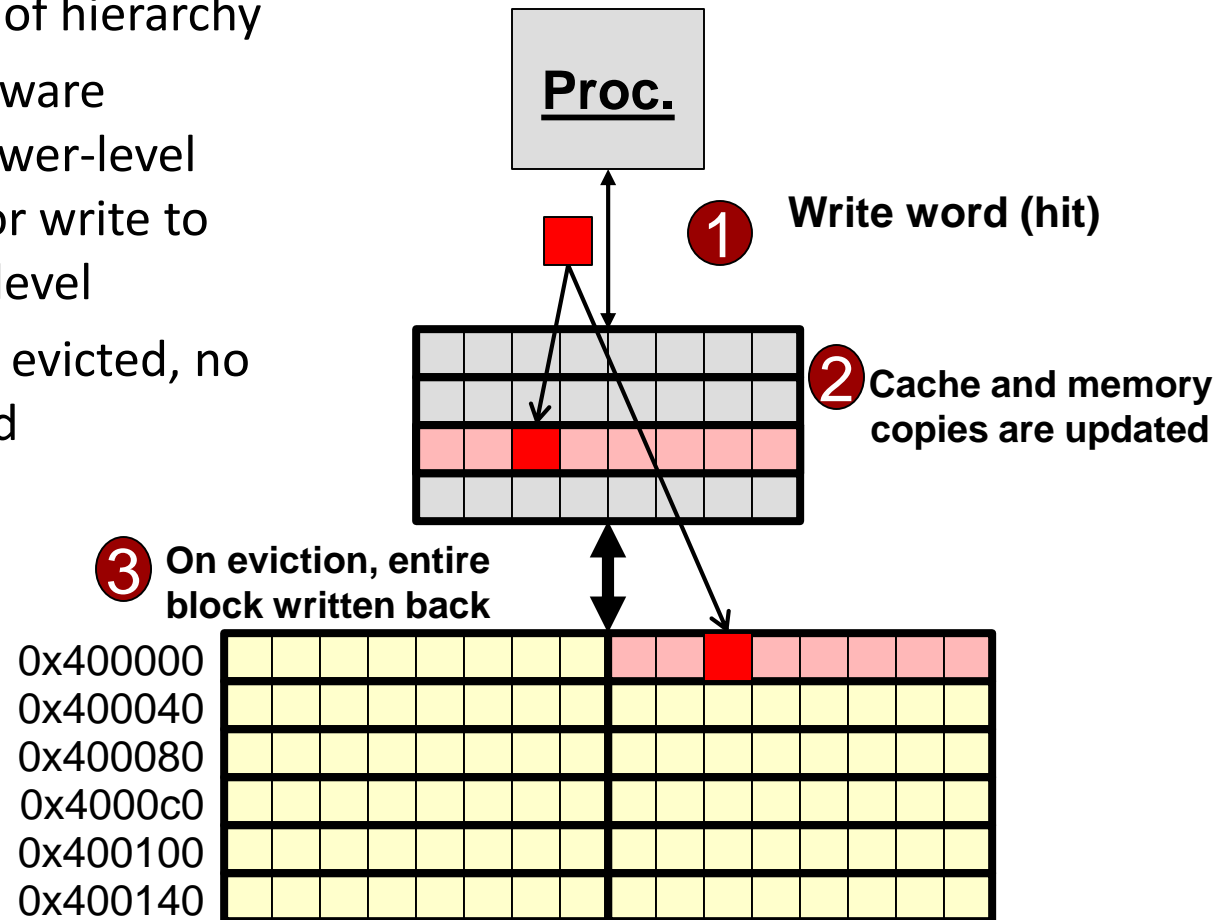 of hierarchy
ware
wer-level
or write to
level
evicted, no
d
Proc.
1 Write word (hit)
2 Cache and memory
copies are updated
3 On eviction, entire
block written back
0x400000
0x400040
0x400080
0x4000c0
0x400100
0x400140